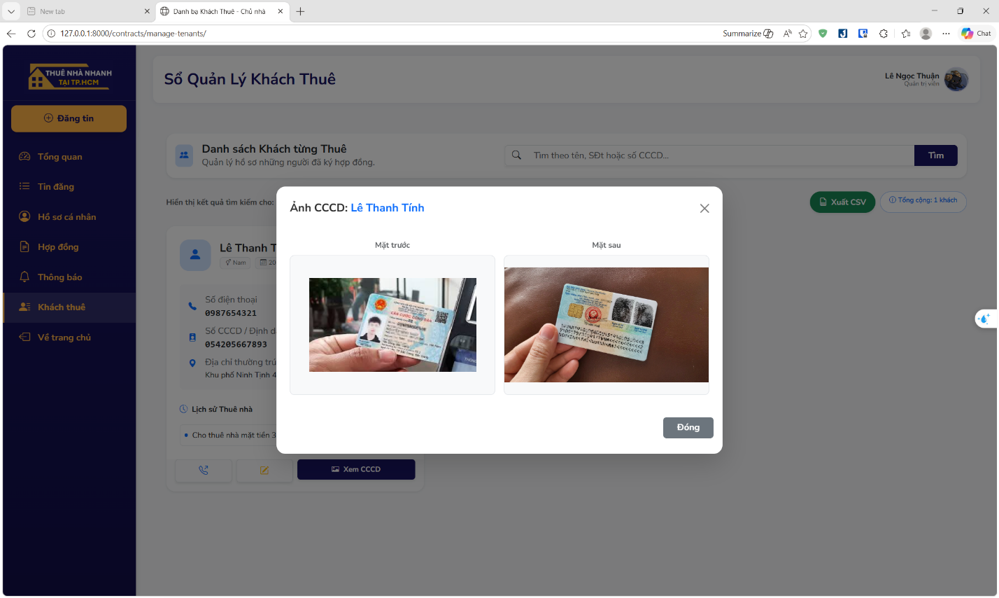 New tab
Danh bạ Khách Thuê - Chủ nhà
127.0.0.1:8000/contracts/manage-tenants/
Summarize
Chat
THUÊ NHÀ NHANH
TẠI TP.HCM
Đăng tin
Tổng quan
Tin đăng
Hồ sơ cá nhân
Hợp đồng
Thông báo
Khách thuê
Về trang chủ
Sổ Quản Lý Khách Thuê
Lê Ngọc Thuận
Quản trị viên
Danh sách Khách từng Thuê
Quản lý hồ sơ những người đã ký hợp đồng.
Tìm theo tên, SĐt hoặc số CCCD...
Tìm
Hiển thị kết quả tìm kiếm cho:
Xuất CSV
Tổng cộng: 1 khách
Lê Thanh T
Nam
20
Số điện thoại
0987654321
Số CCCD / Định d
054205667893
Địa chỉ thường trú
Khu phố Ninh Tịnh 4
Lịch sử Thuê nhà
Cho thuê nhà mặt tiền 3
Xem CCCD
Ảnh CCCD: Lê Thanh Tính
Mặt trước
Mặt sau
CĂN CƯỚC CÔNG DÂN
Đóng